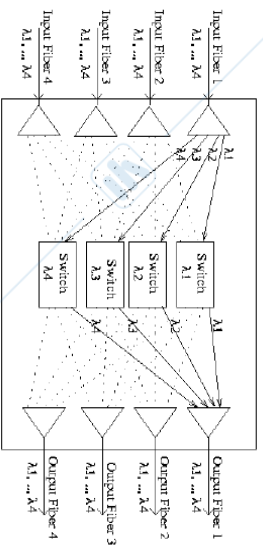 Input Fiber 1
λ1, ..., λ4
Input Fiber 2
λ1, ..., λ4
Input Fiber 3
λ1, ..., λ4
Input Fiber 4
λ1, ..., λ4
λ1
λ2
λ3
λ4
Switch
λ1
Switch
λ2
Switch
λ3
Switch
λ4
λ1
λ2
λ3
λ4
Output Fiber 1
λ1, ..., λ4
Output Fiber 2
λ1, ..., λ4
Output Fiber 3
λ1, ..., λ4
Output Fiber 4
λ1, ..., λ4